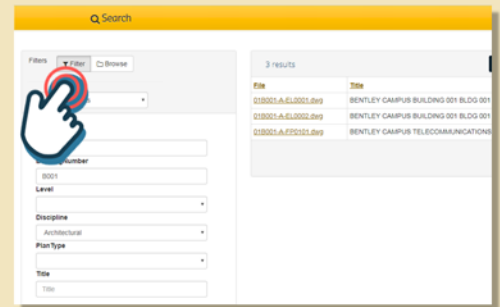 Search
Filters Filter Browse
3 results
File Title
01B001-A-EL0001.dwg BENTLEY CAMPUS BUILDING 001 BLDG 001
01B001-A-EL0002.dwg BENTLEY CAMPUS BUILDING 001 BLDG 001
01B001-A-FP0101.dwg BENTLEY CAMPUS TELECOMMUNICATIONS
Number
B001
Level
Discipline
Architectural
Plan Type
Title
Title